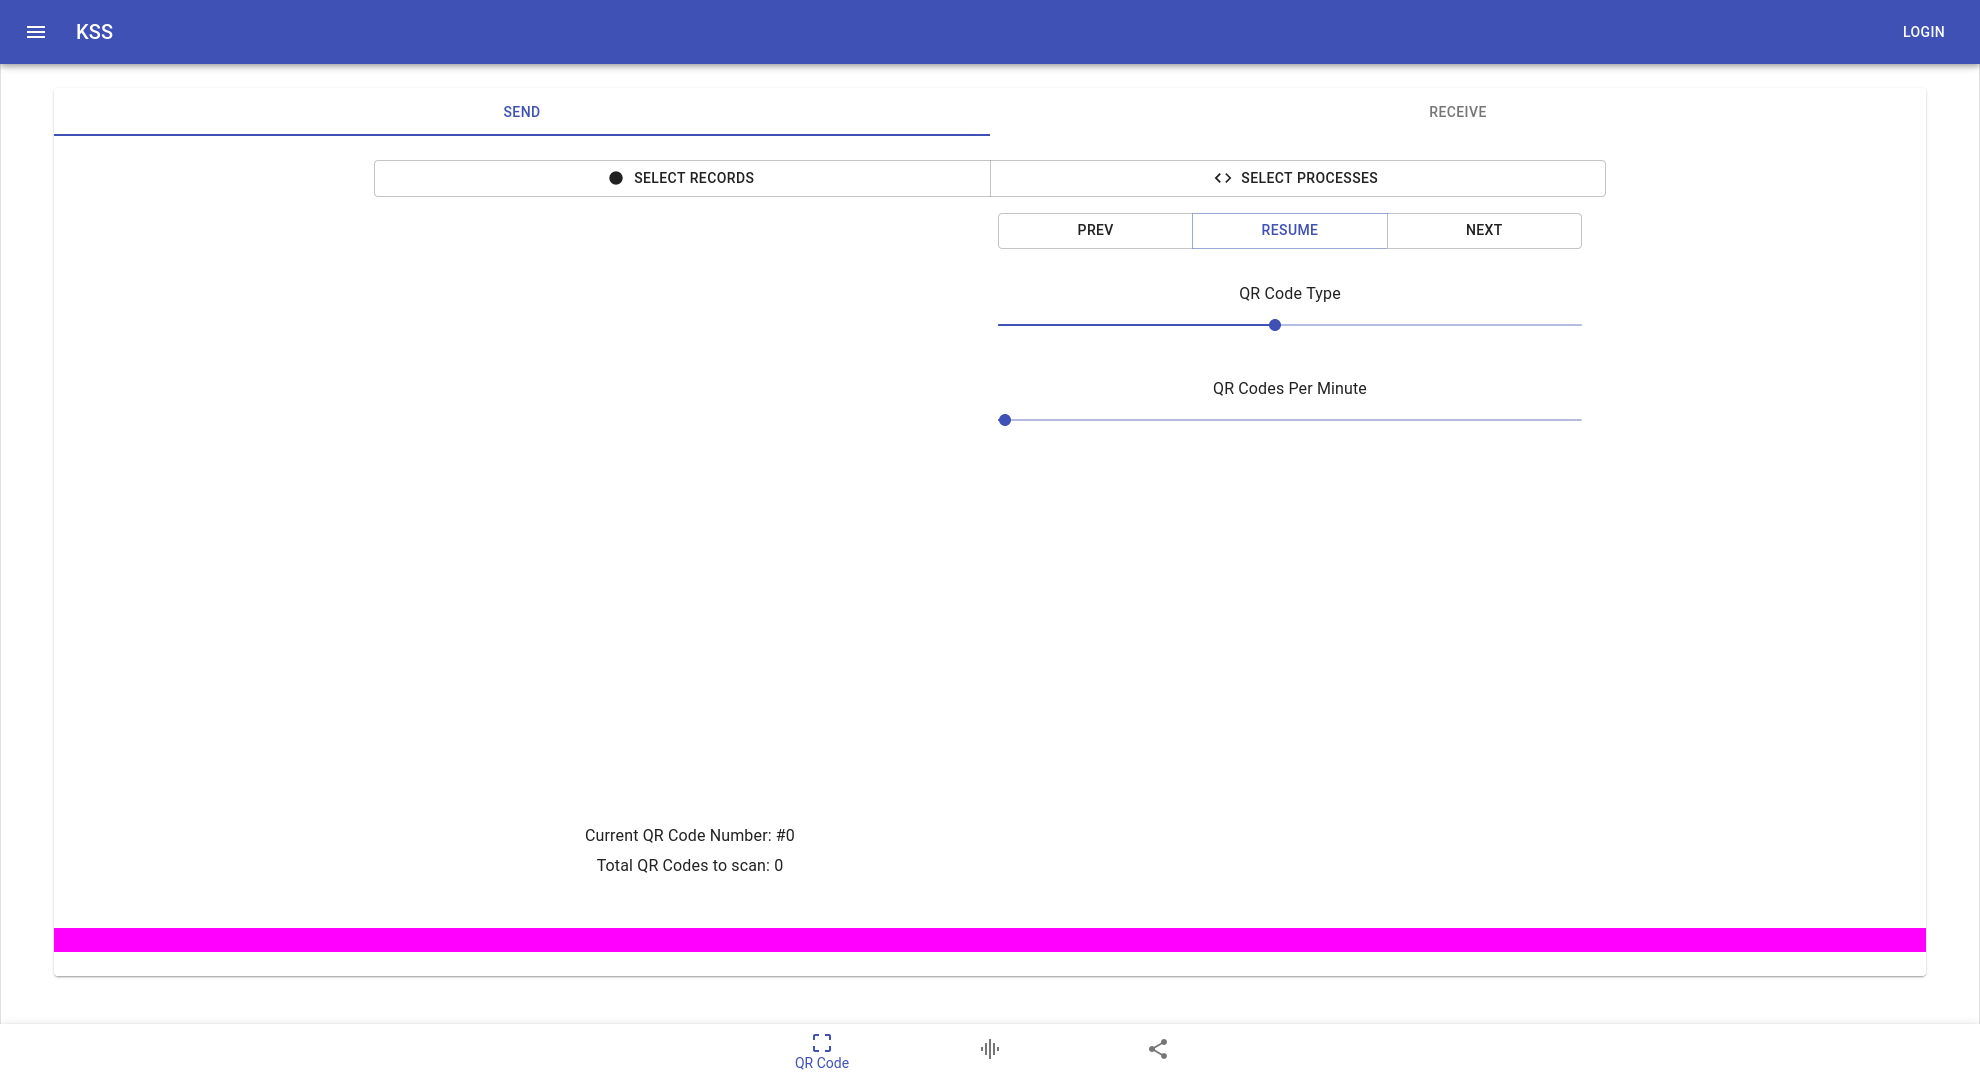 KSS
LOGIN
SEND
RECEIVE
SELECT RECORDS
SELECT PROCESSES
PREV
RESUME
NEXT
QR Code Type
QR Codes Per Minute
Current QR Code Number: #0
Total QR Codes to scan: 0
QR Code